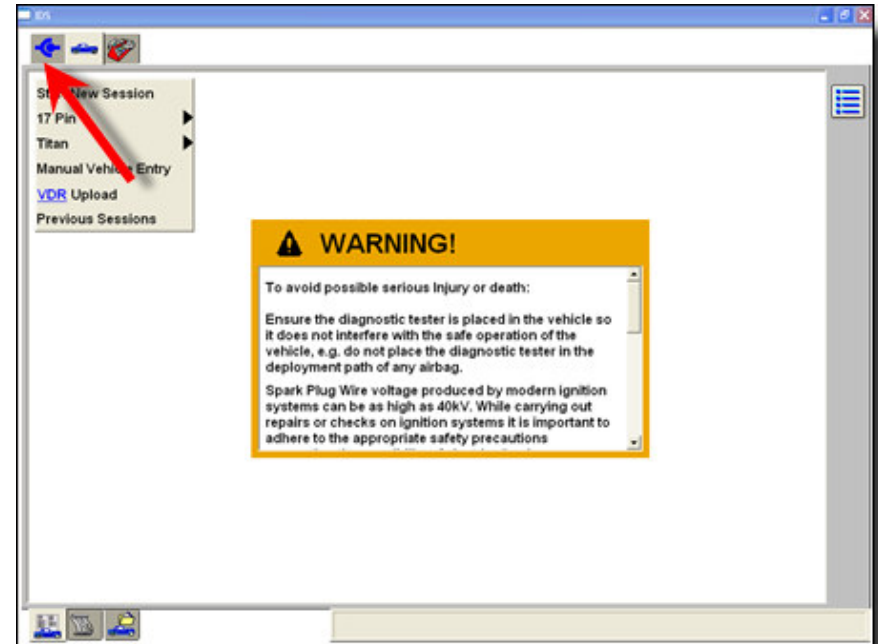 IDS
New Session
17 Pin
Titan
Manual Vehicle Entry
VDR Upload
Previous Sessions
WARNING!
To avoid possible serious Injury or death:
Ensure the diagnostic tester is placed in the vehicle so
it does not interfere with the safe operation of the
vehicle, e.g. do not place the diagnostic tester in the
deployment path of any airbag.
Spark Plug Wire voltage produced by modern ignition
systems can be as high as 40kV. While carrying out
repairs or checks on ignition systems it is important to
adhere to the appropriate safety precautions